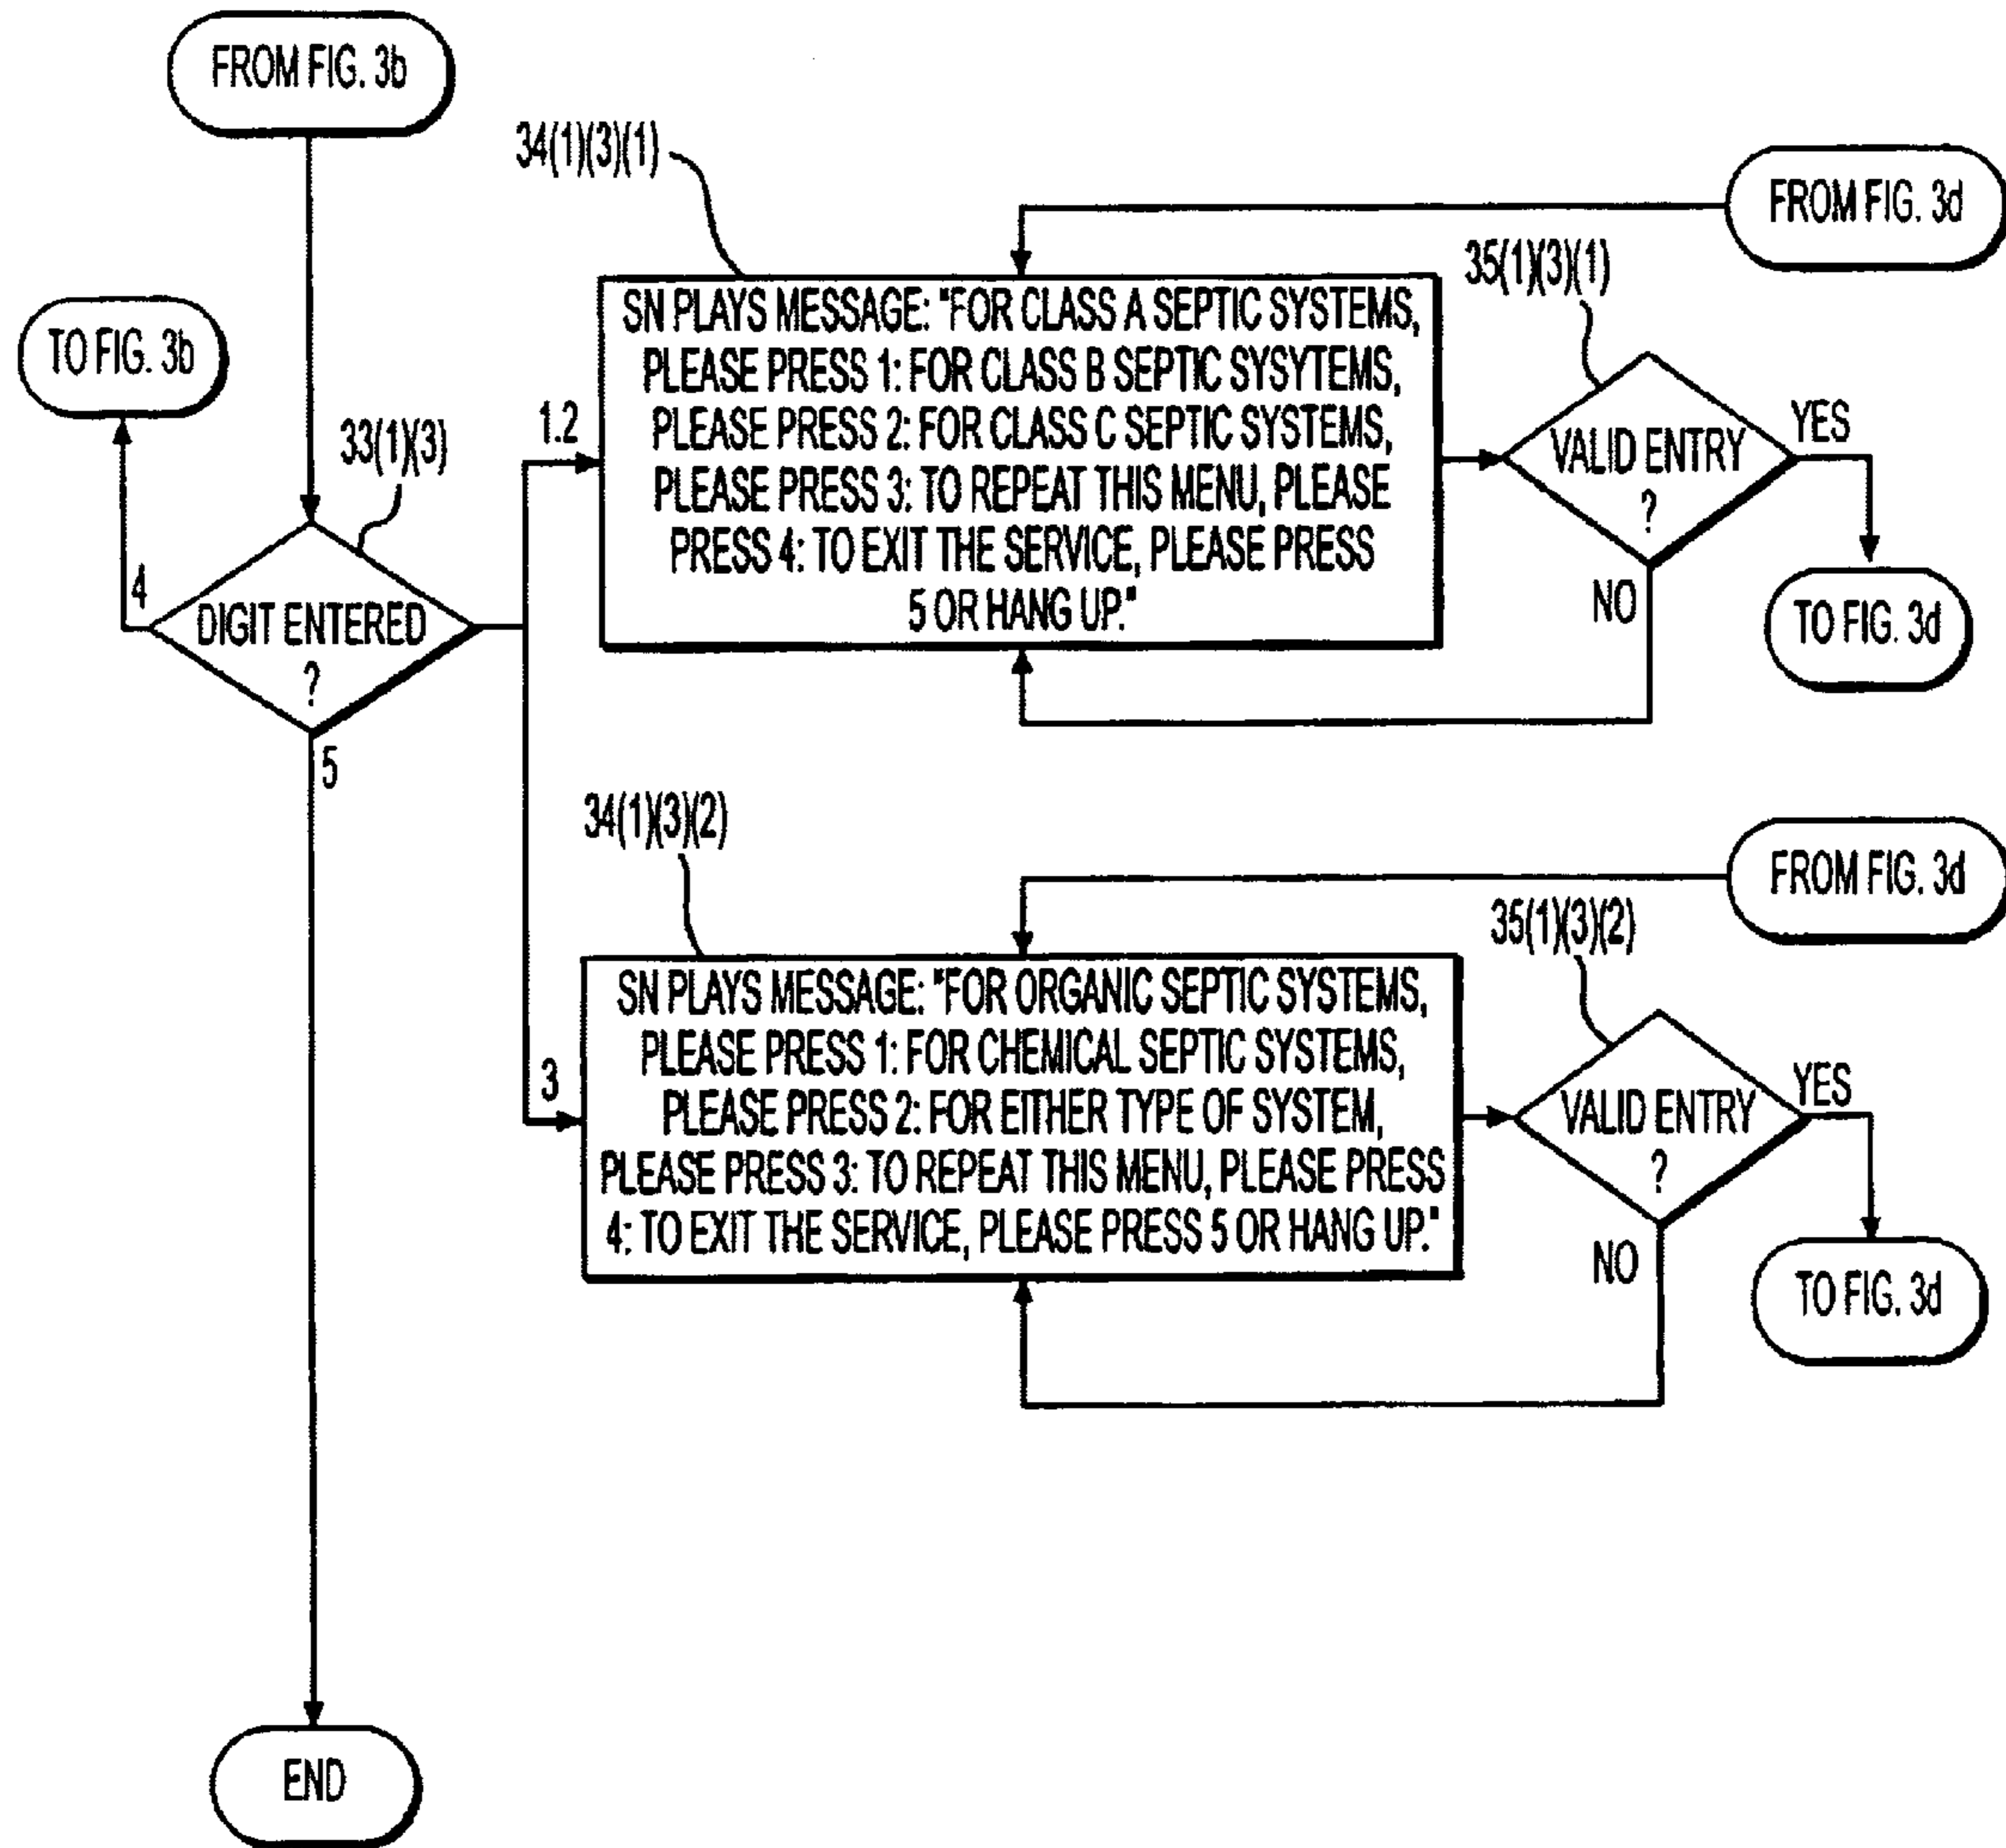 FROM FIG. 3b
34(1)(3)(1)
FROM FIG. 3d
35(1)(3)(1)
TO FIG. 3b
SN PLAYS MESSAGE: "FOR CLASS A SEPTIC SYSTEMS,
PLEASE PRESS 1: FOR CLASS B SEPTIC SYSYTEMS,
PLEASE PRESS 2: FOR CLASS C SEPTIC SYSTEMS,
PLEASE PRESS 3: TO REPEAT THIS MENU, PLEASE
PRESS 4: TO EXIT THE SERVICE, PLEASE PRESS
5 OR HANG UP."
33(1)(3)
1.2
VALID ENTRY
?
YES
NO
TO FIG. 3d
4
DIGIT ENTERED
?
5
34(1)(3)(2)
FROM FIG. 3d
35(1)(3)(2)
3
SN PLAYS MESSAGE: "FOR ORGANIC SEPTIC SYSTEMS,
PLEASE PRESS 1: FOR CHEMICAL SEPTIC SYSTEMS,
PLEASE PRESS 2: FOR EITHER TYPE OF SYSTEM,
PLEASE PRESS 3: TO REPEAT THIS MENU, PLEASE PRESS
4: TO EXIT THE SERVICE, PLEASE PRESS 5 OR HANG UP."
VALID ENTRY
?
YES
NO
TO FIG. 3d
END